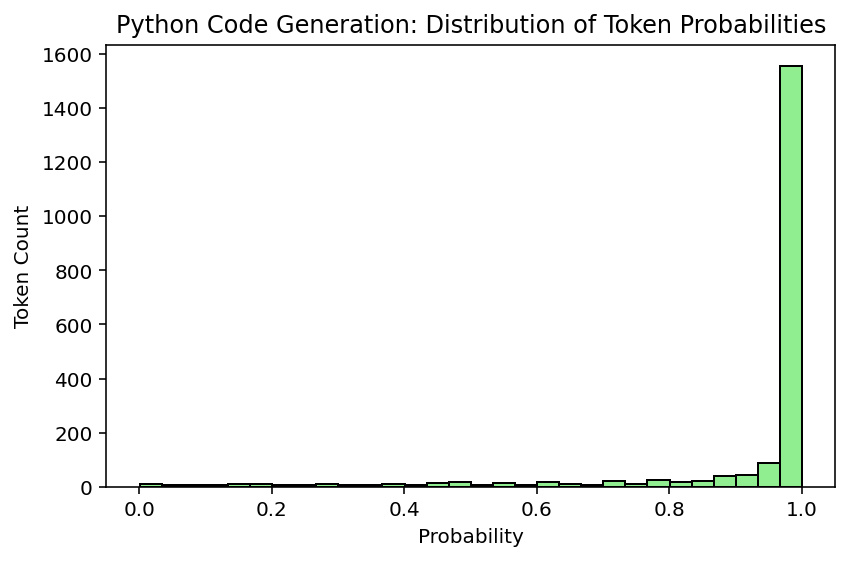 Python Code Generation: Distribution of Token Probabilities
1600
1400
1200
1000
800
600
400
200
0
Token Count
0.0 0.2 0.4 0.6 0.8 1.0
Probability